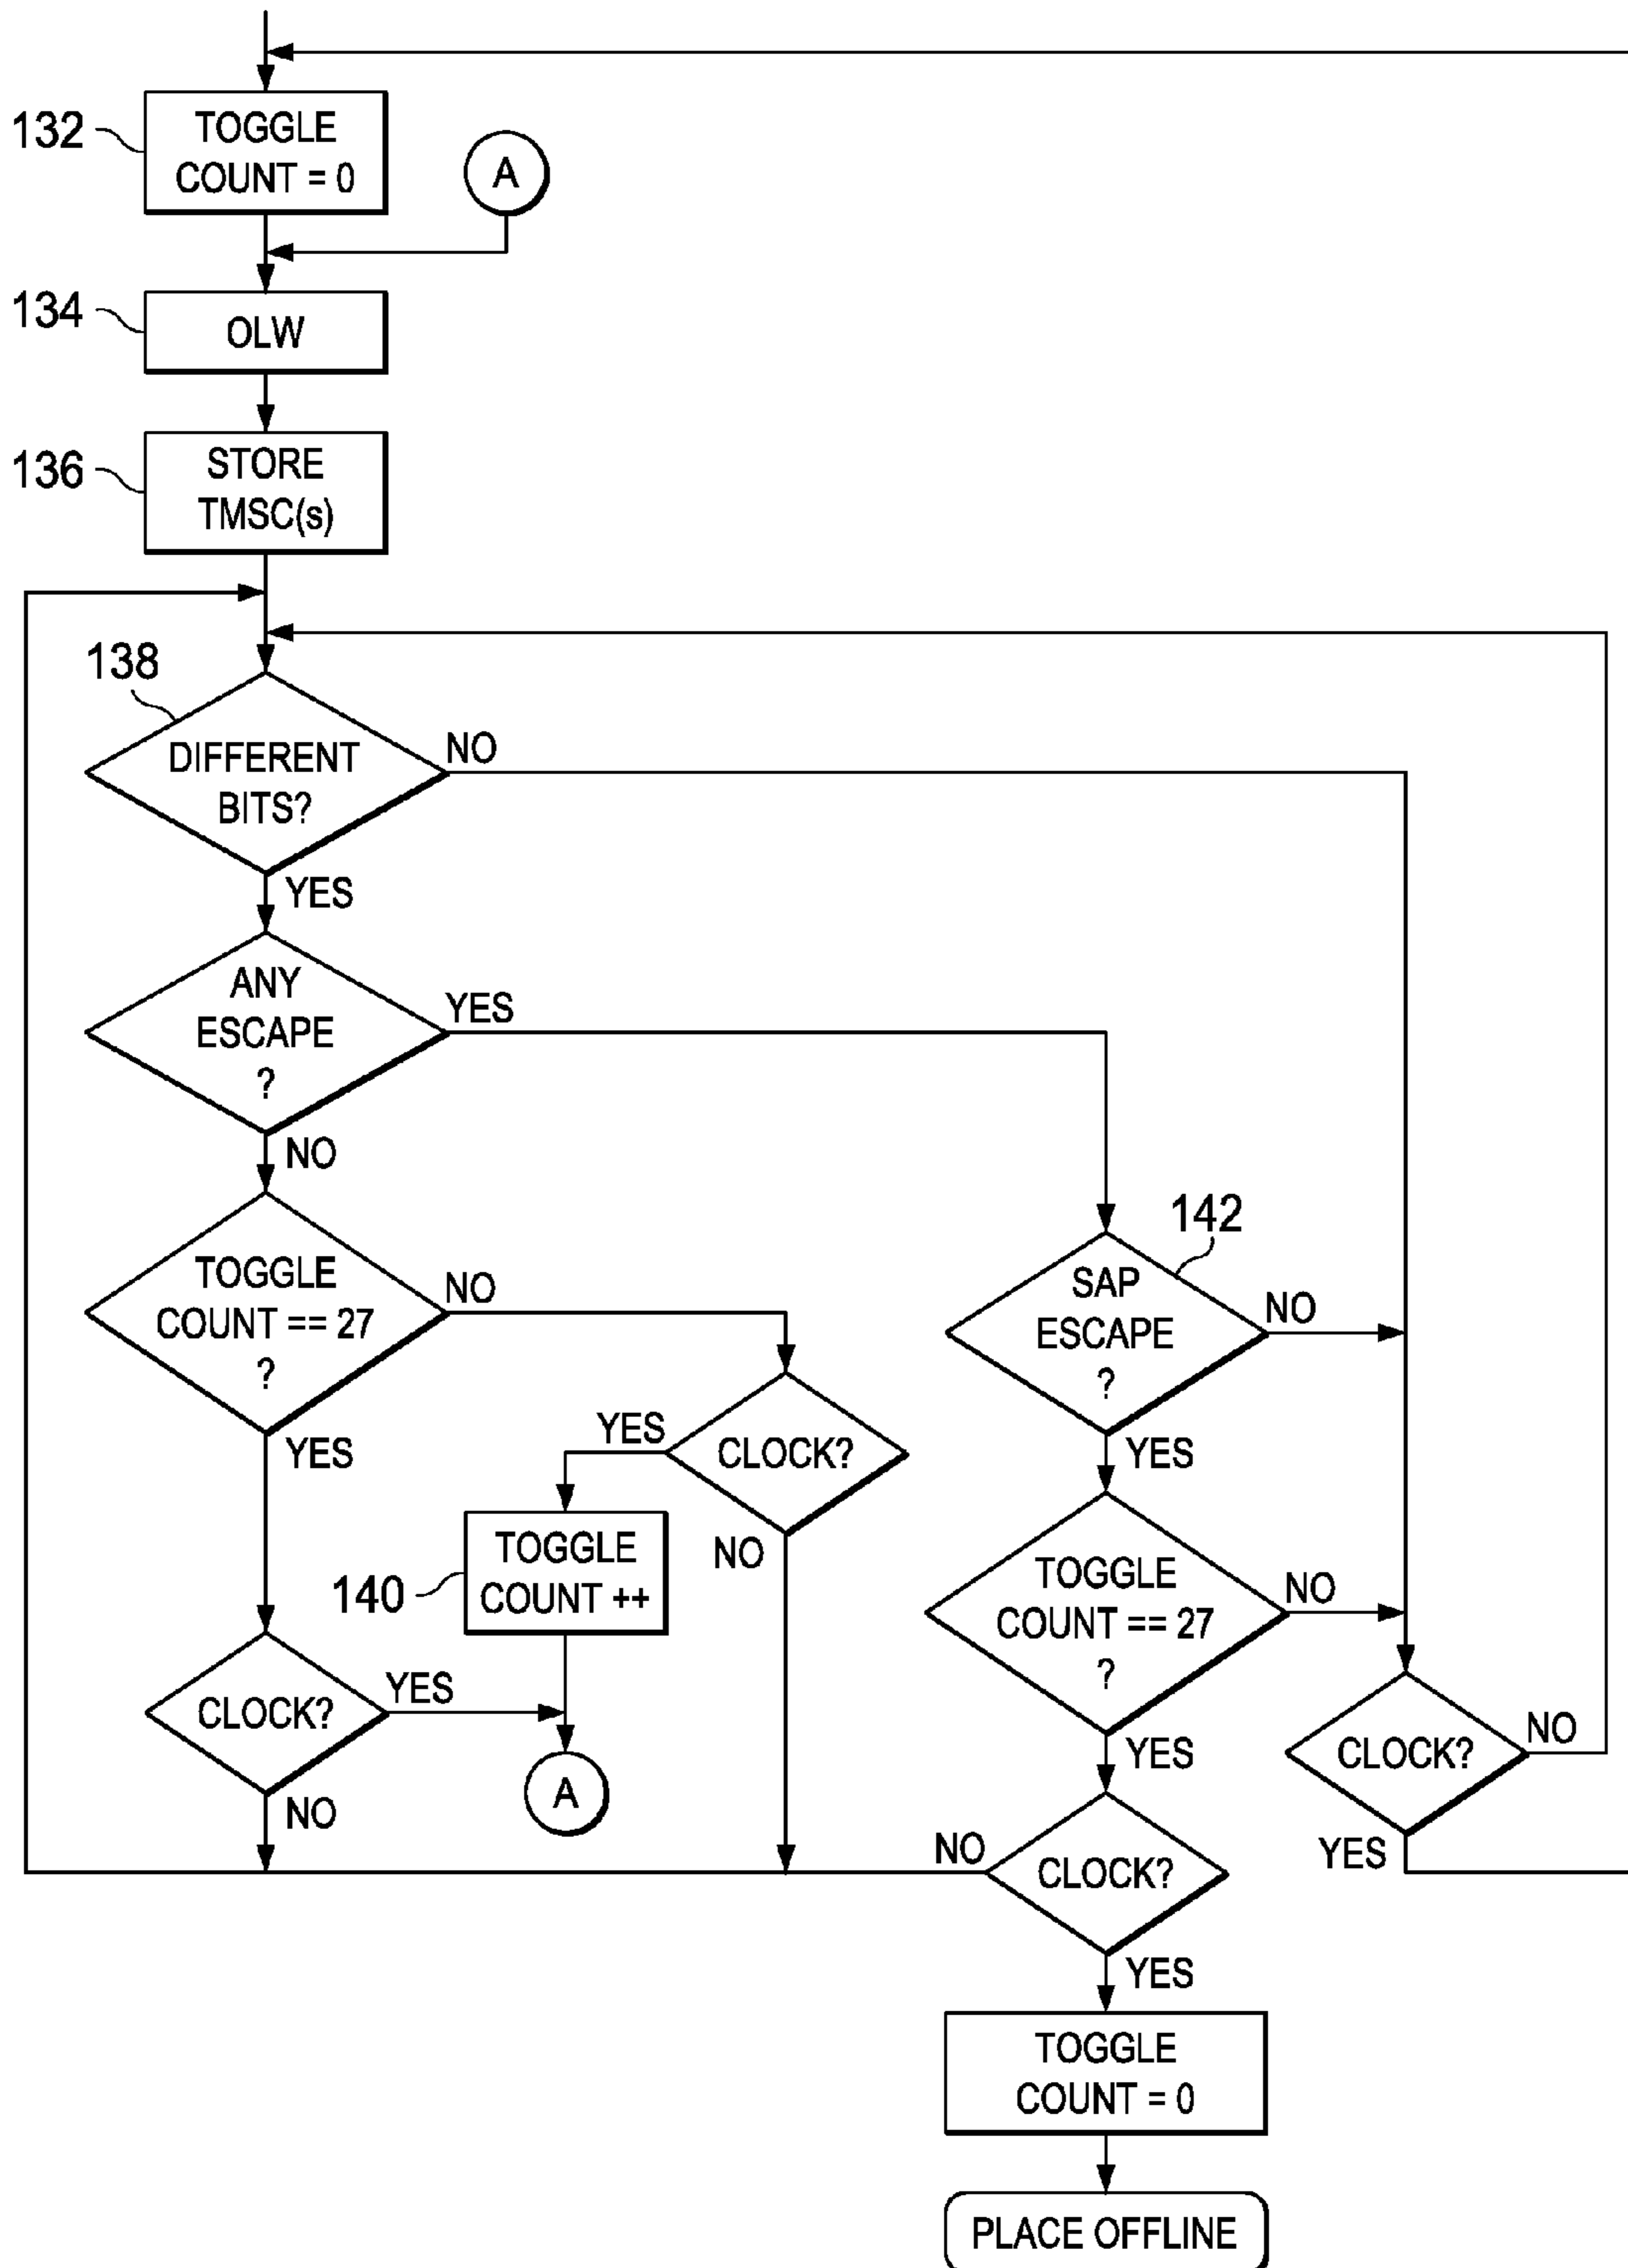 132
TOGGLE
COUNT = 0
A
134
OLW
136
STORE
TMSC(s)
138
DIFFERENT
BITS?
NO
YES
ANY
ESCAPE
?
YES
NO
TOGGLE
COUNT == 27
?
NO
YES
CLOCK?
YES
NO
140
TOGGLE
COUNT ++
CLOCK?
YES
NO
A
142
SAP
ESCAPE
?
NO
YES
TOGGLE
COUNT == 27
?
NO
YES
CLOCK?
NO
YES
CLOCK?
NO
YES
TOGGLE
COUNT = 0
PLACE OFFLINE